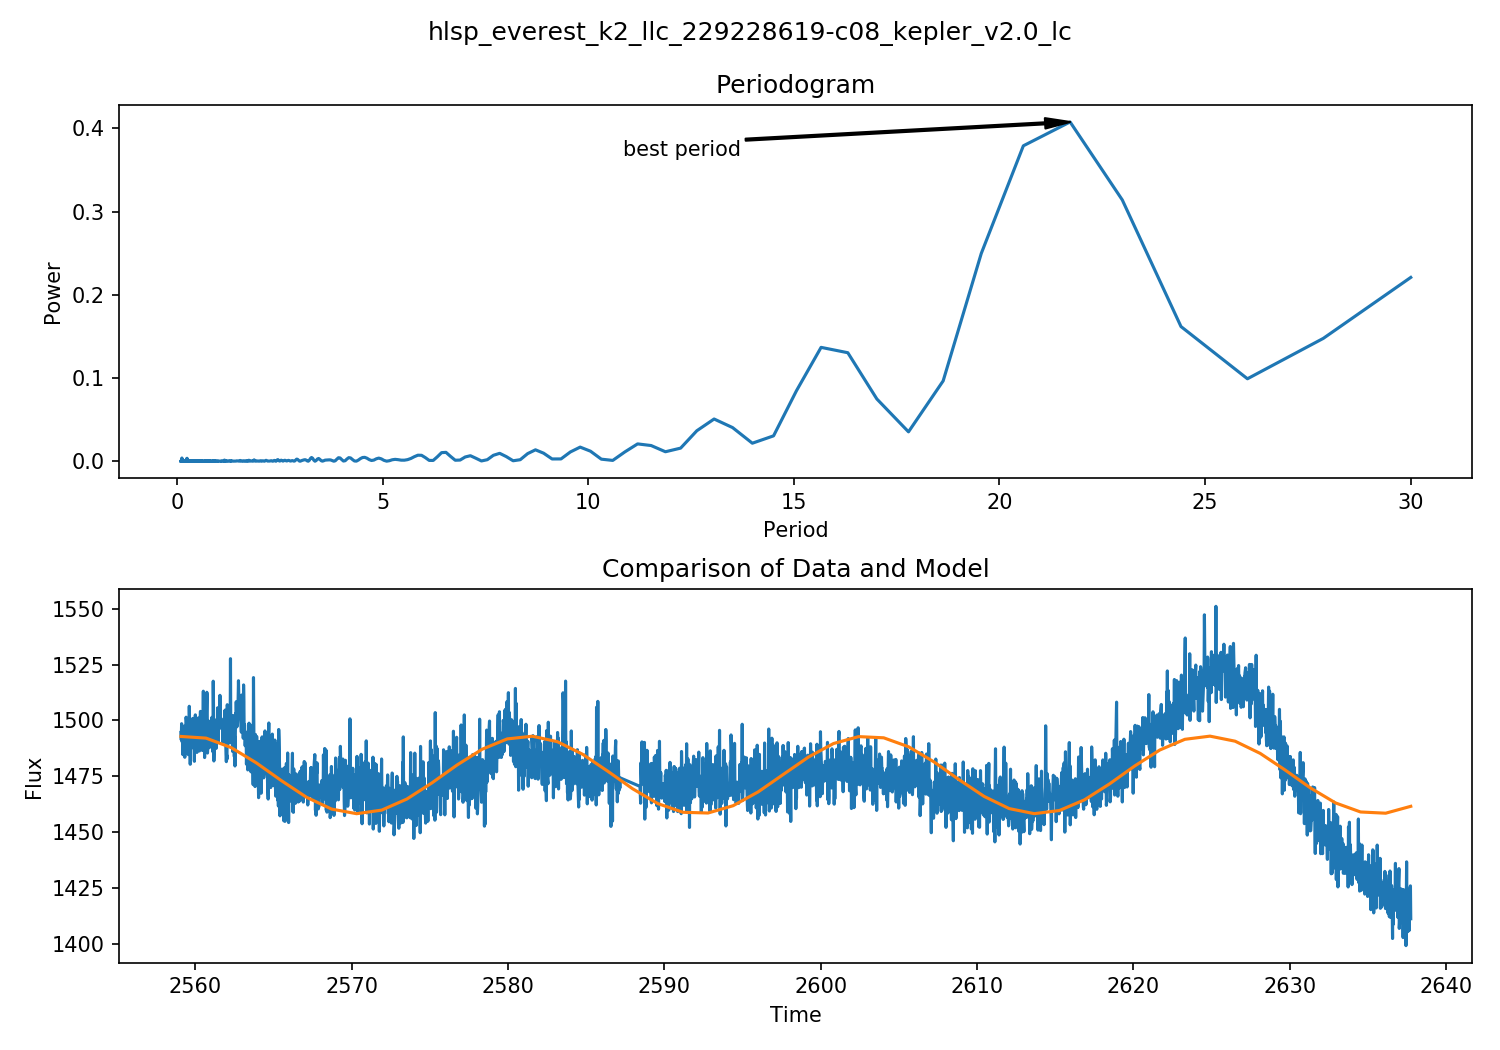 hlsp_everest_k2_llc_229228619-c08_kepler_v2.0_lc
Periodogram
best period
Power
0.4
0.3
0.2
0.1
0.0
0 5 10 15 20 25 30
Period
Comparison of Data and Model
Flux
1550
1525
1500
1475
1450
1425
1400
2560 2570 2580 2590 2600 2610 2620 2630 2640
Time